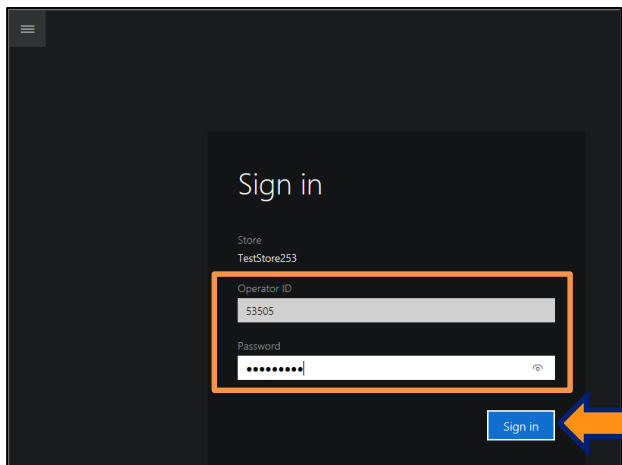 Sign in
Store
TestStore253
Operator ID
53505
Password
•••••••••
Sign in